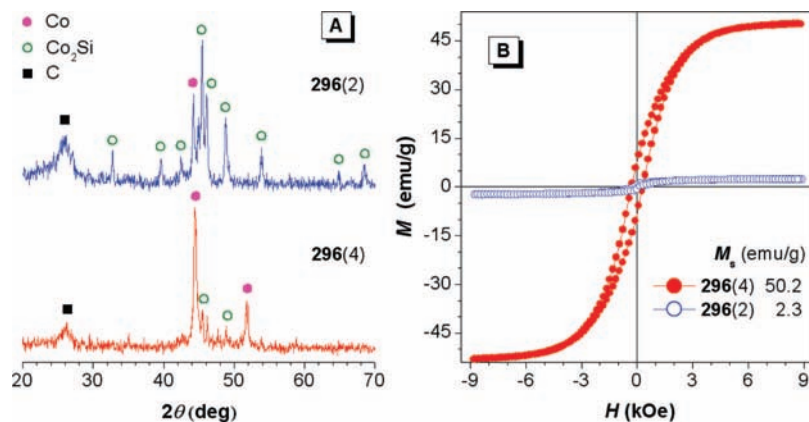 Co
Co₂Si
C
A
296(2)
296(4)
20 30 40 50 60 70
2θ (deg)
B
45
30
15
0
-15
-30
-45
M (emu/g)
Mₛ (emu/g)
296(4) 50.2
296(2) 2.3
-9 -6 -3 0 3 6 9
H (kOe)